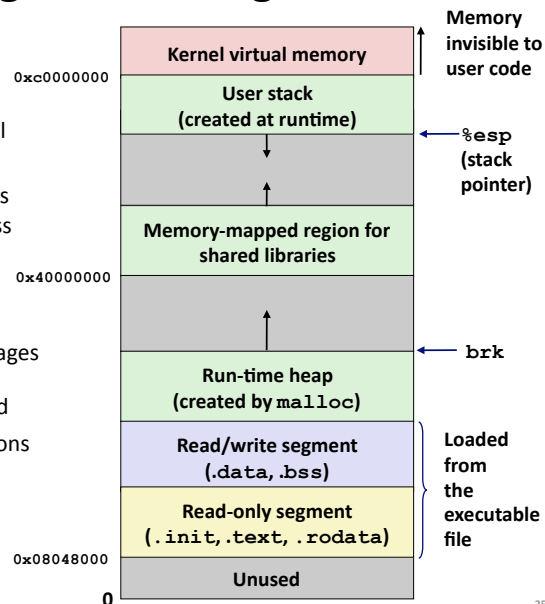 Memory
invisible to
user code
Kernel virtual memory
0xc0000000
User stack
(created at runtime)
%esp
(stack
pointer)
Memory-mapped region for
shared libraries
0x40000000
ages
brk
Run-time heap
(created by malloc)
Read/write segment
(.data, .bss)
Loaded
from
the
executable
file
ons
Read-only segment
(.init, .text, .rodata)
0x08048000
Unused
0